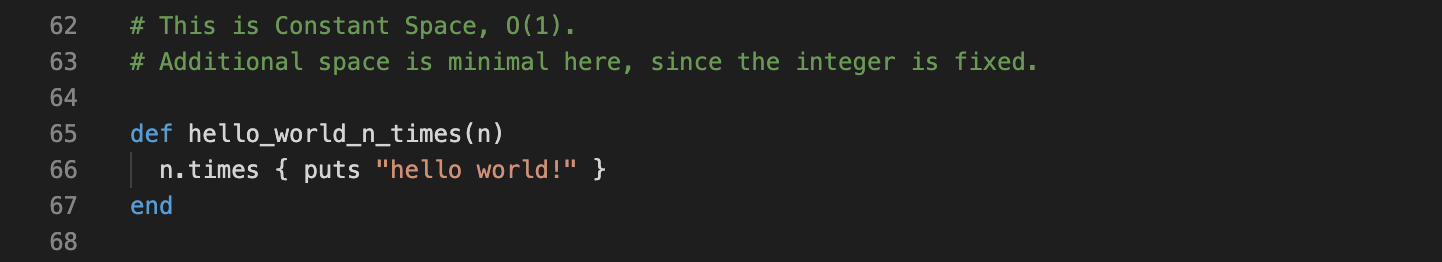 62 # This is Constant Space, O(1).
63 # Additional space is minimal here, since the integer is fixed.
64
65 def hello_world_n_times(n)
66 n.times { puts "hello world!" }
67 end
68